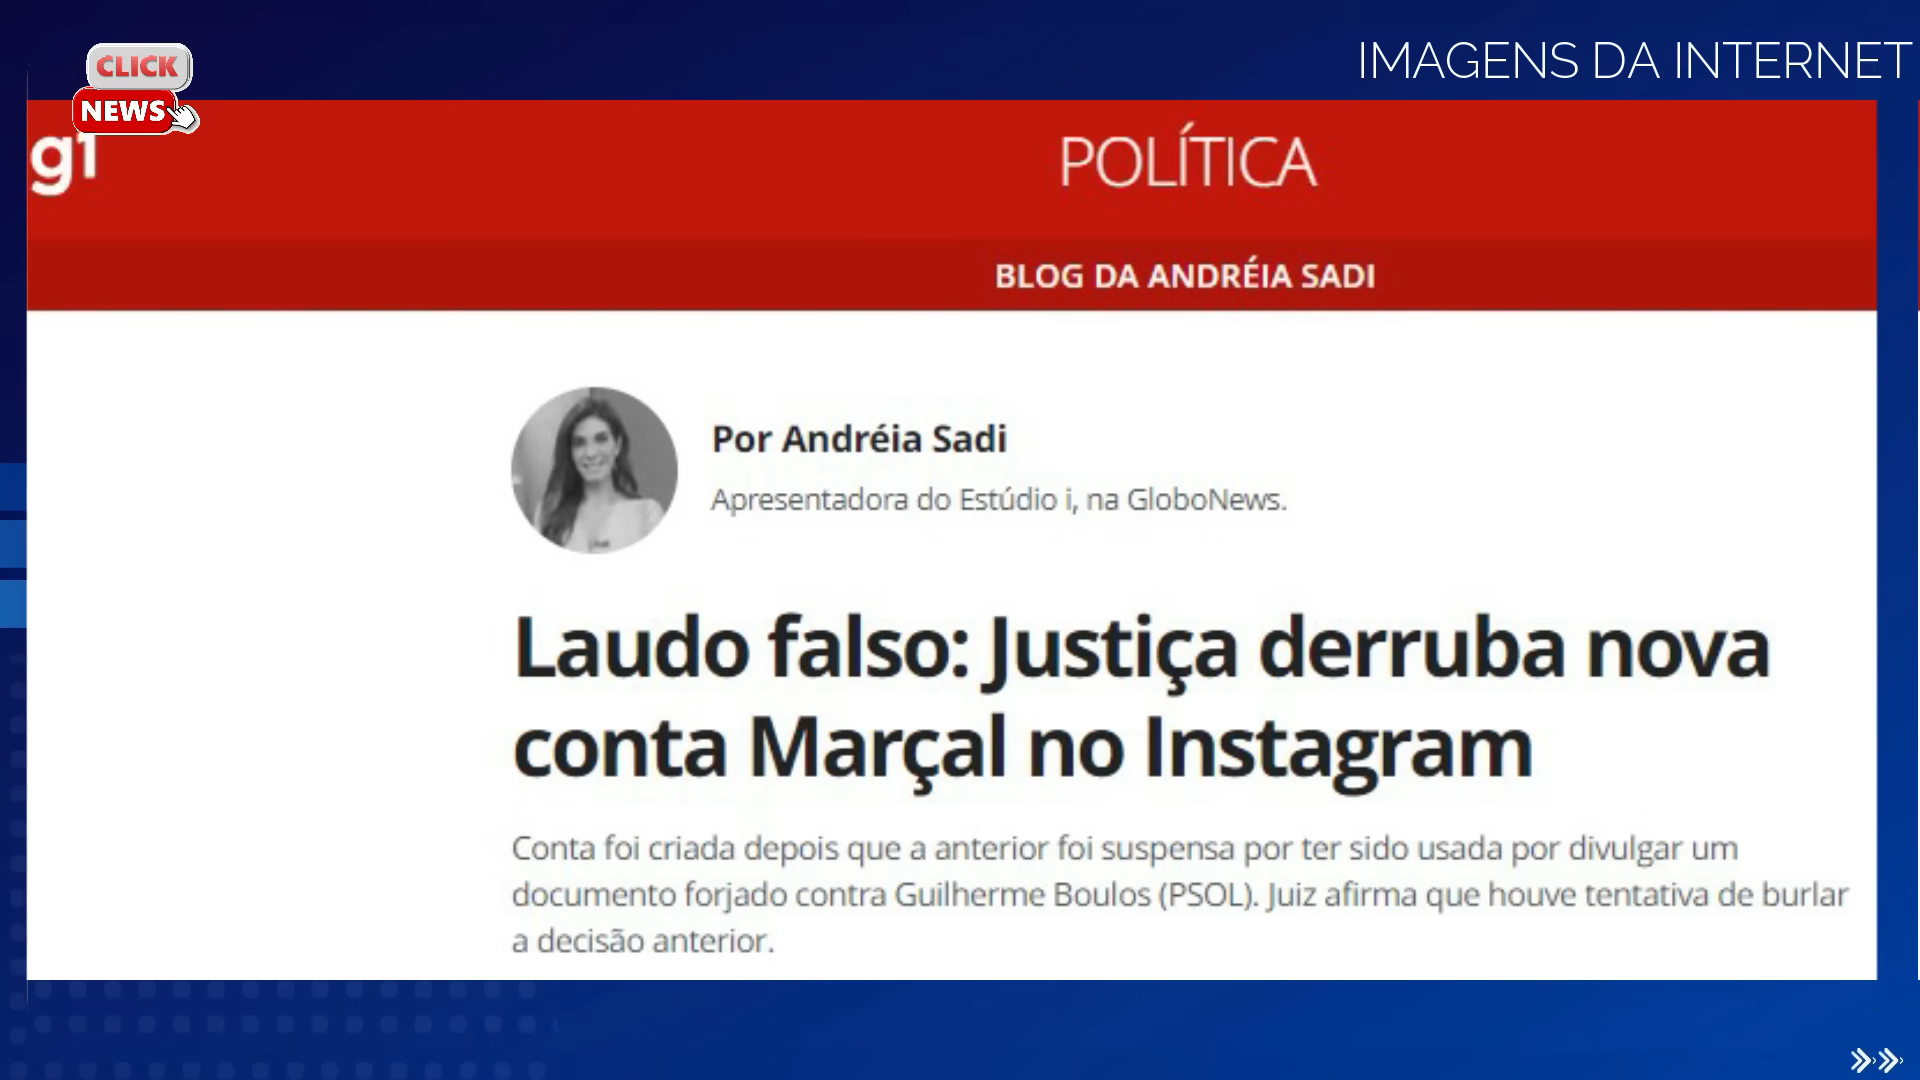 CLICK
NEWS
IMAGENS DA INTERNET
g1
POLÍTICA
BLOG DA ANDRÉIA SADI
Por Andréia Sadi
Apresentadora do Estúdio i, na GloboNews.
Laudo falso: Justiça derruba nova
conta Marçal no Instagram
Conta foi criada depois que a anterior foi suspensa por ter sido usada por divulgar um
documento forjado contra Guilherme Boulos (PSOL). Juiz afirma que houve tentativa de burlar
a decisão anterior.